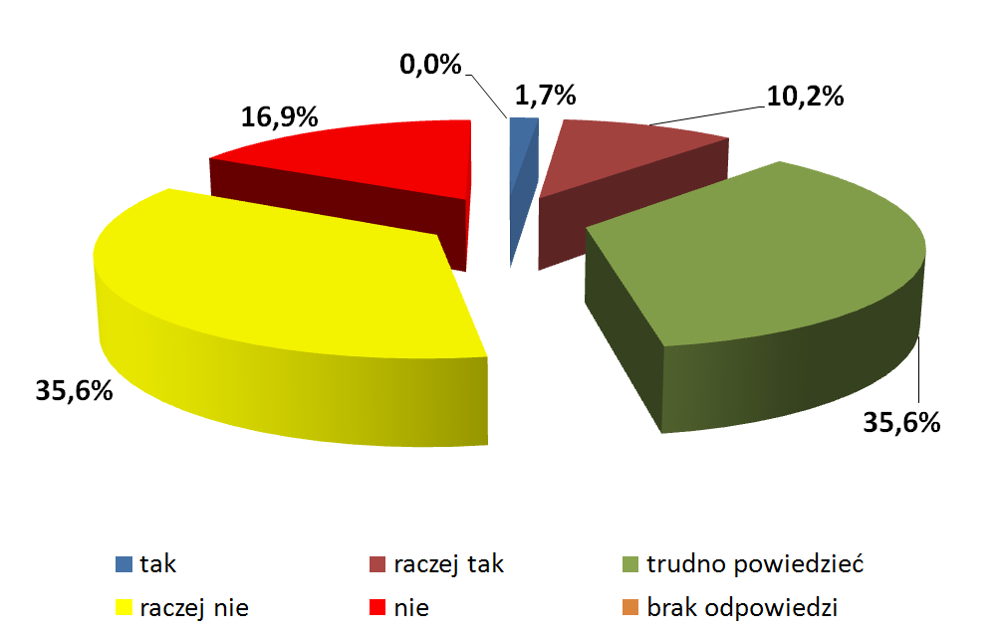 0,0%
1,7%
10,2%
16,9%
35,6%
35,6%
tak
raczej tak
trudno powiedzieć
raczej nie
nie
brak odpowiedzi